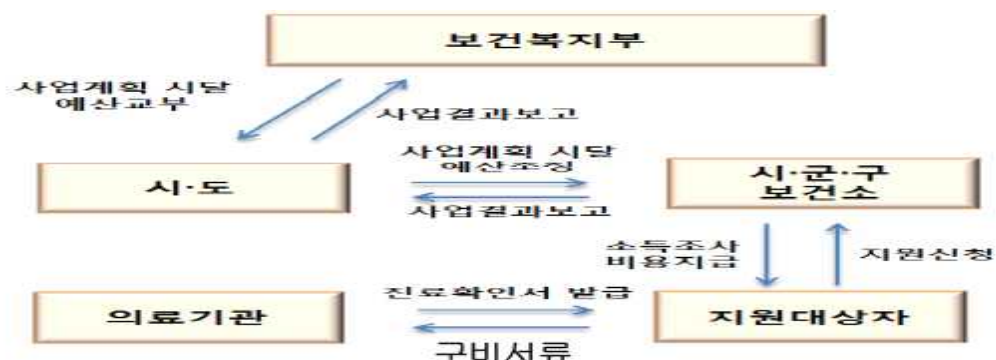 보건복지부
사업계획 시달
예산교부
사업결과보고
사업계획 시달
예산조정
시·도
시·군·구
보건소
사업결과보고
소득조사
비용지급
지원신청
진료확인서 발급
의료기관
지원대상자
구비서류